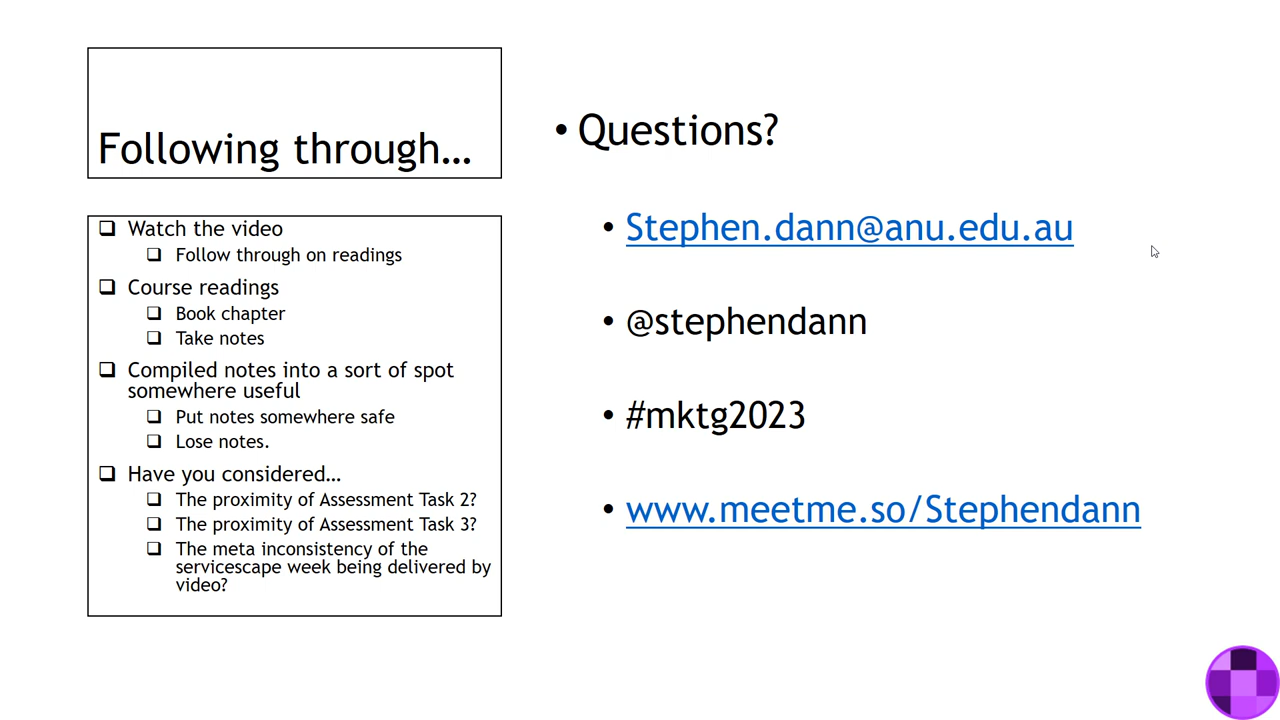 Following through…
❑ Watch the video
❑ Follow through on readings
❑ Course readings
❑ Book chapter
❑ Take notes
❑ Compiled notes into a sort of spot
somewhere useful
❑ Put notes somewhere safe
❑ Lose notes.
❑ Have you considered…
❑ The proximity of Assessment Task 2?
❑ The proximity of Assessment Task 3?
❑ The meta inconsistency of the
servicescape week being delivered by
video?
• Questions?
• Stephen.dann@anu.edu.au
• @stephendann
• #mktg2023
• www.meetme.so/Stephendann